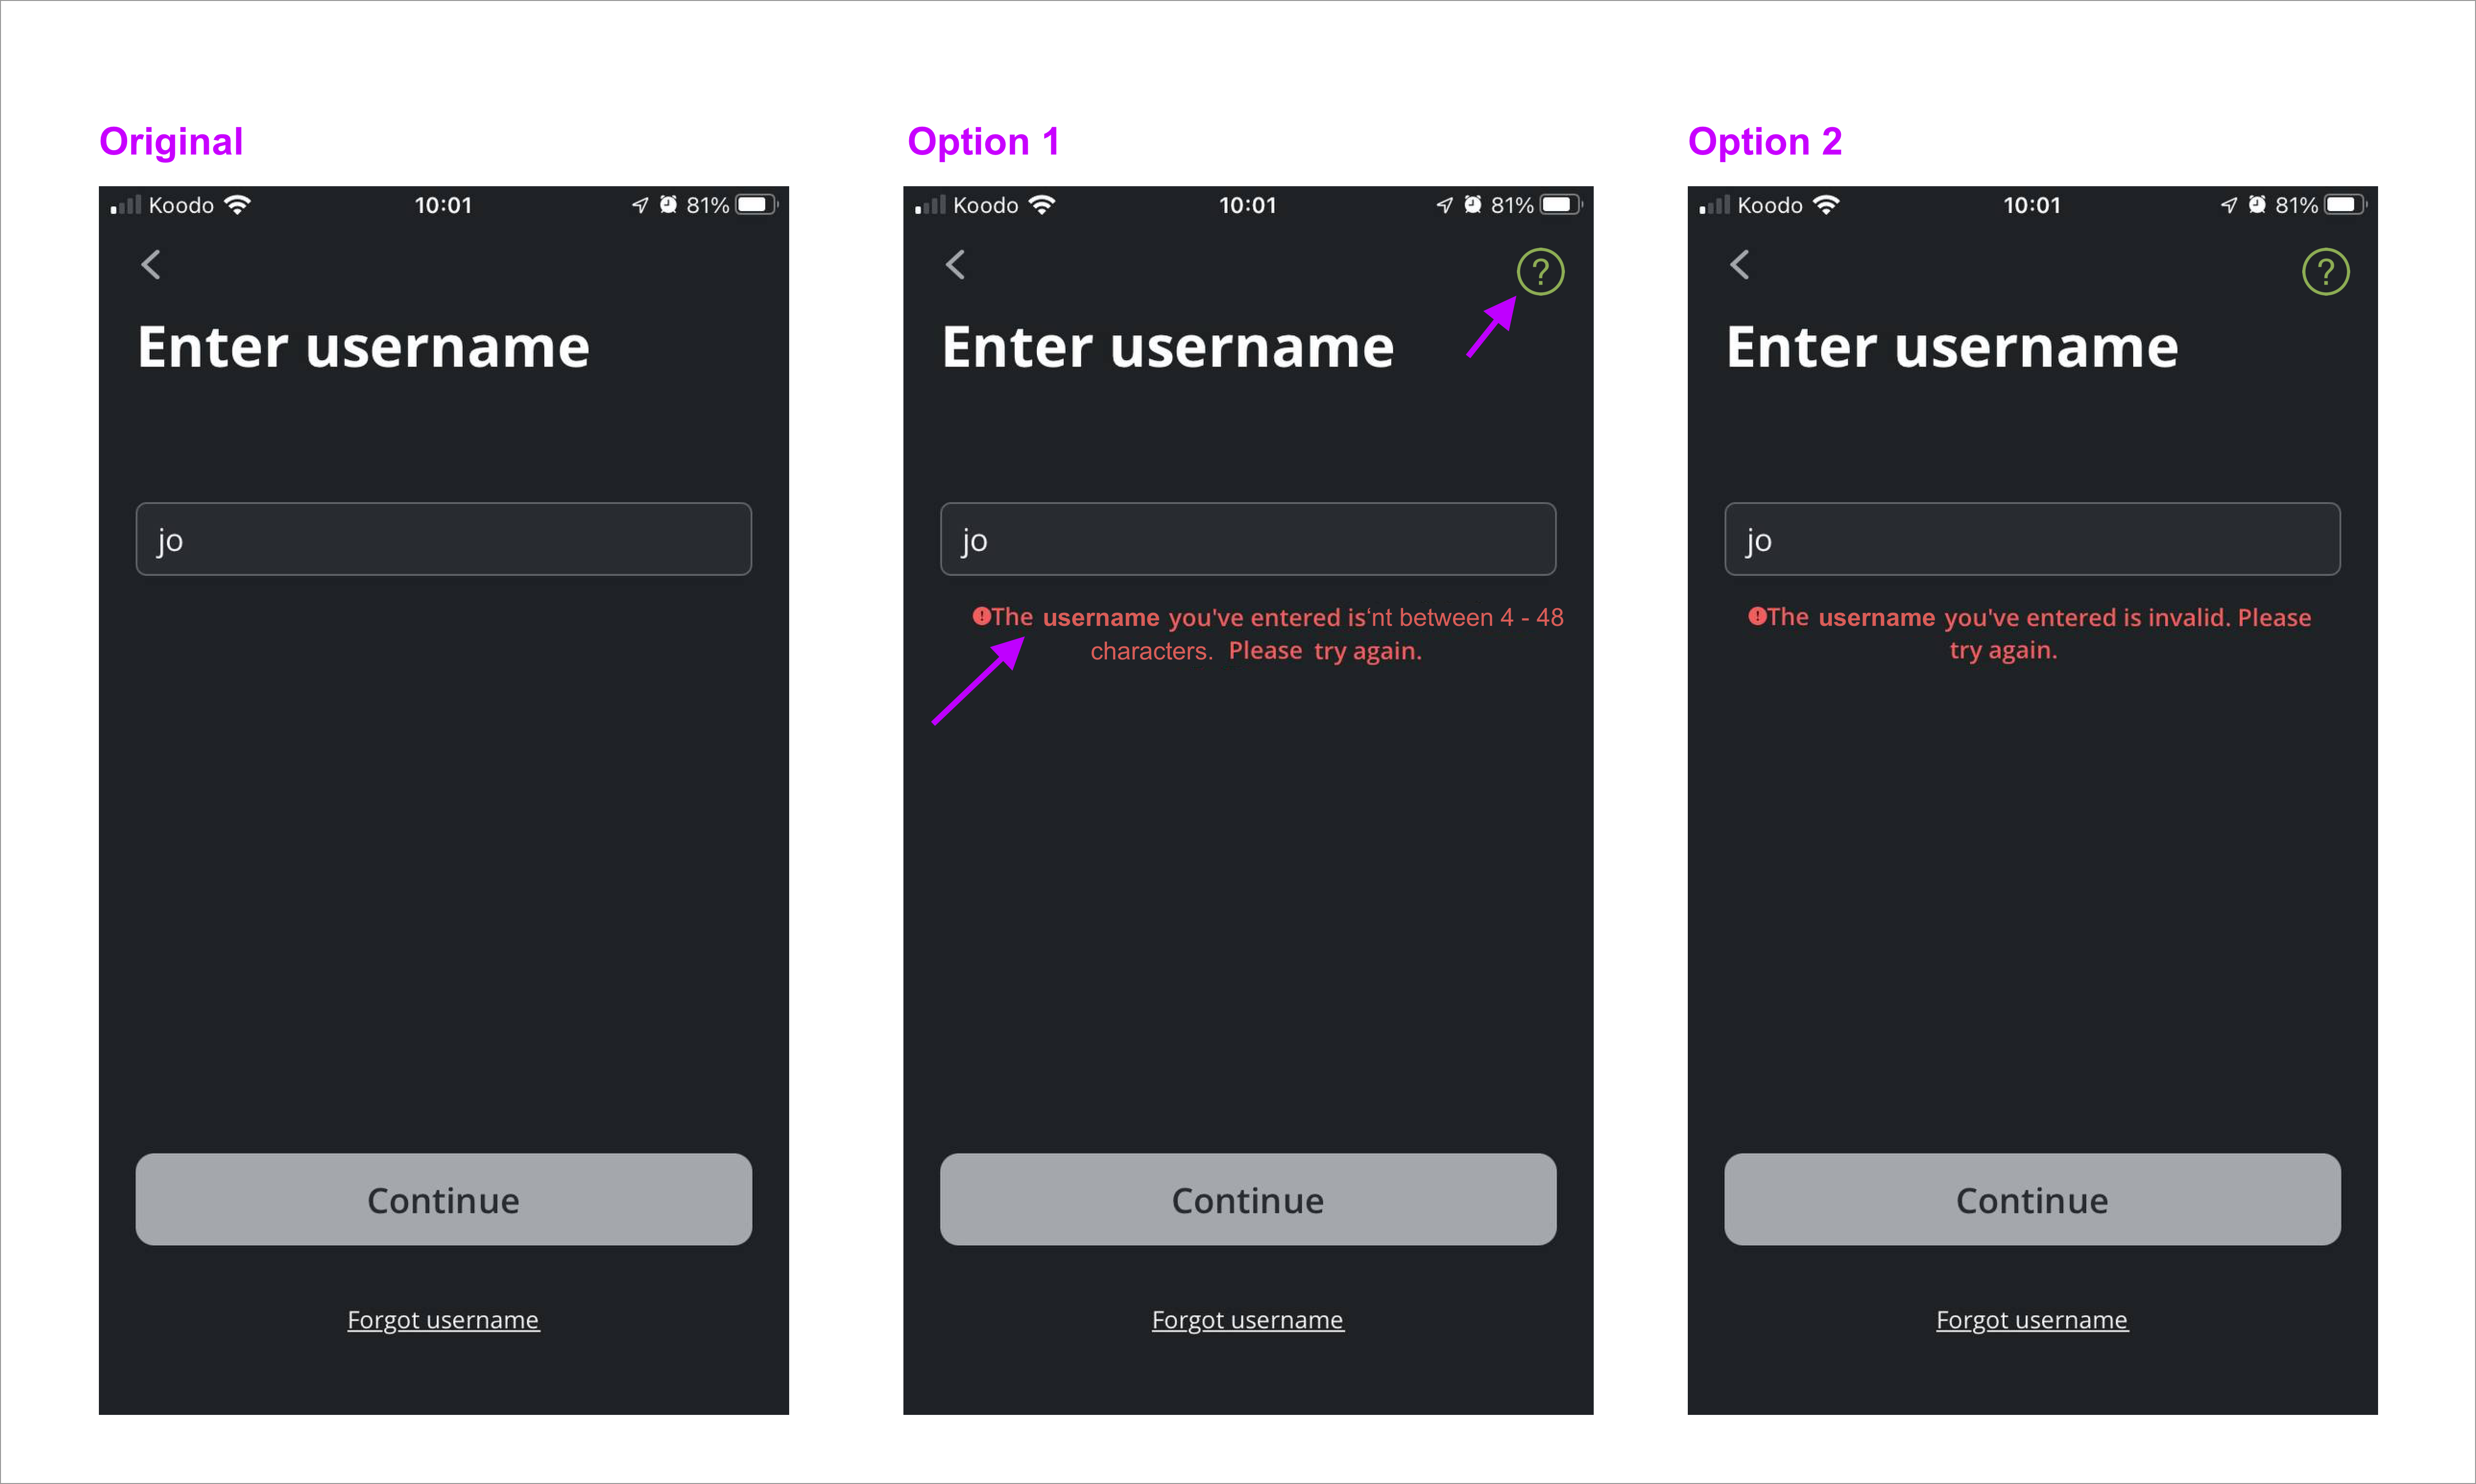 Original
Koodo 10:01 81%
Enter username
jo
Continue
Forgot username
Option 1
Koodo 10:01 81%
?
Enter username
jo
The username you've entered is‘nt between 4 - 48
characters. Please try again.
Continue
Forgot username
Option 2
Koodo 10:01 81%
?
Enter username
jo
The username you've entered is invalid. Please
try again.
Continue
Forgot username